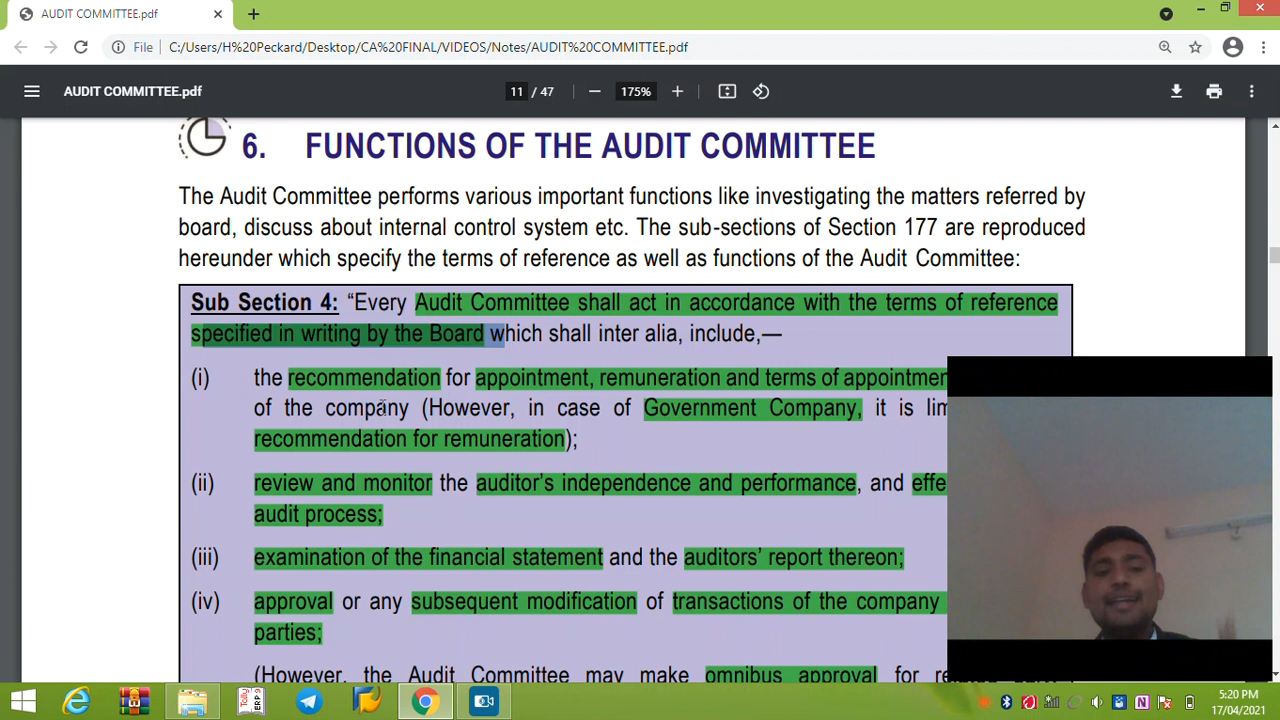 AUDIT COMMITTEE.pdf
File C:/Users/H%20Peckard/Desktop/CA%20FINAL/VIDEOS/Notes/AUDIT%20COMMITTEE.pdf
AUDIT COMMITTEE.pdf 11 / 47 175%
6. FUNCTIONS OF THE AUDIT COMMITTEE
The Audit Committee performs various important functions like investigating the matters referred by
board, discuss about internal control system etc. The sub-sections of Section 177 are reproduced
hereunder which specify the terms of reference as well as functions of the Audit Committee:
Sub Section 4: “Every Audit Committee shall act in accordance with the terms of reference
specified in writing by the Board which shall inter alia, include,—
(i) the recommendation for appointment, remuneration and terms of
of the company (However, in case of Government Company, it is
recommendation for remuneration);
(ii) review and monitor the auditor’s independence and performance, and
audit process;
(iii) examination of the financial statement and the auditors’ report thereon;
(iv) approval or any subsequent modification of transactions of the company
parties;
(However, the Audit Committee may make omnibus approval for
Tally
ERP 9
5:20 PM
17/04/2021